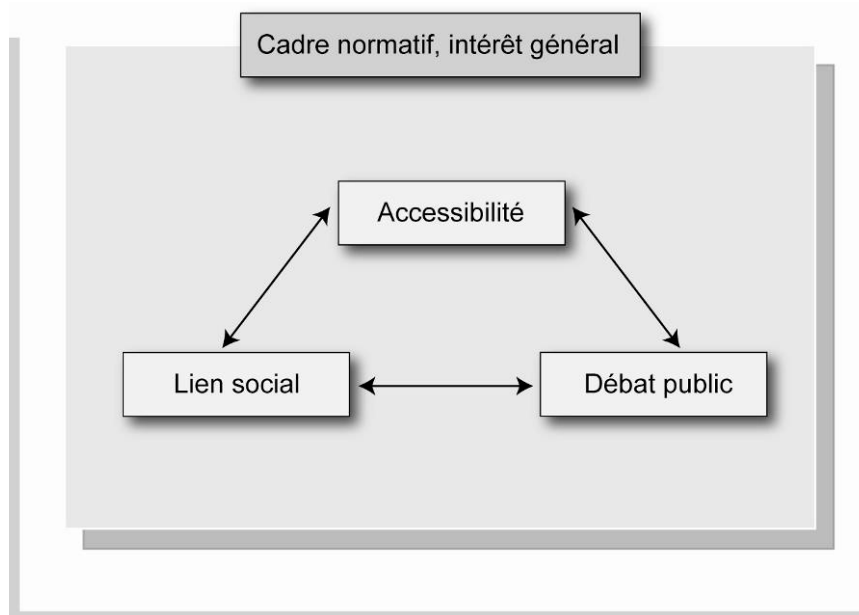 Cadre normatif, intérêt général
Accessibilité
Lien social
Débat public